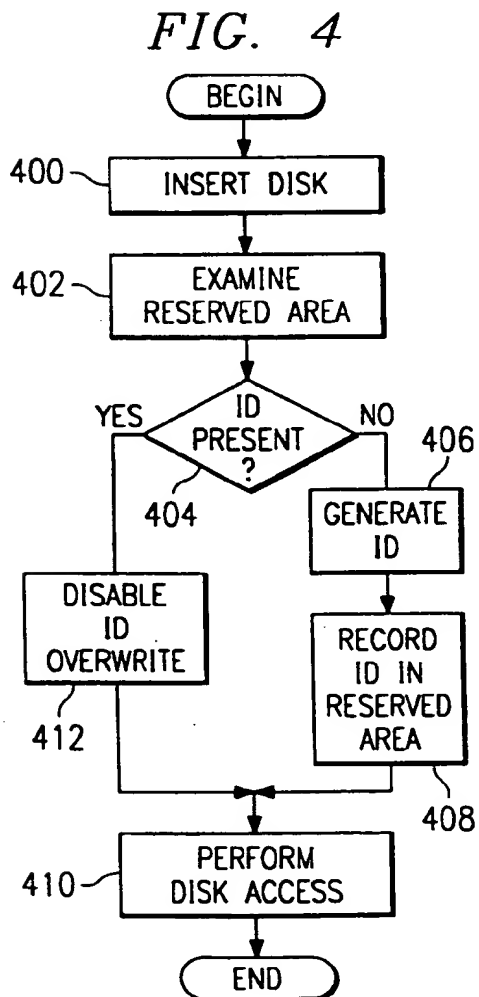 FIG. 4
BEGIN
400
INSERT DISK
402
EXAMINE
RESERVED AREA
YES
ID
PRESENT
?
NO
404
406
GENERATE
ID
DISABLE
ID
OVERWRITE
412
RECORD
ID IN
RESERVED
AREA
408
410
PERFORM
DISK ACCESS
END